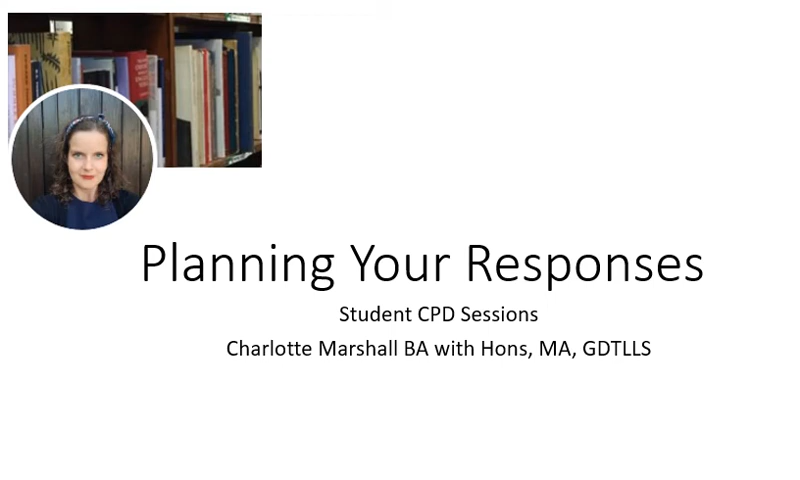 Planning Your Responses
Student CPD Sessions
Charlotte Marshall BA with Hons, MA, GDTLLS